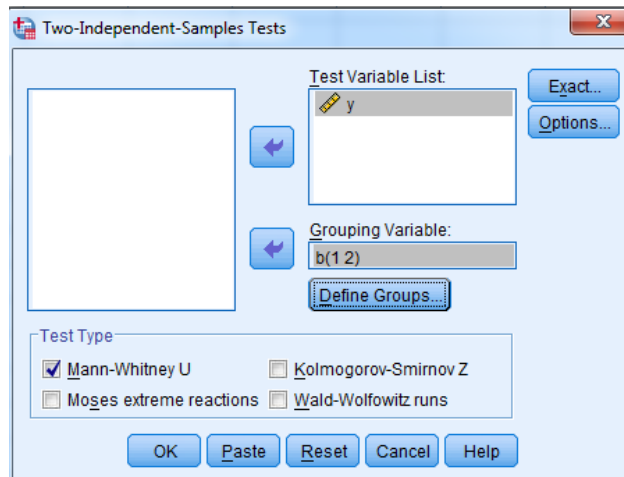 Two-Independent-Samples Tests
Test Variable List:
y
Exact...
Options...
Grouping Variable:
b(1 2)
Define Groups...
Test Type
Mann-Whitney U
Kolmogorov-Smirnov Z
Moses extreme reactions
Wald-Wolfowitz runs
OK
Paste
Reset
Cancel
Help